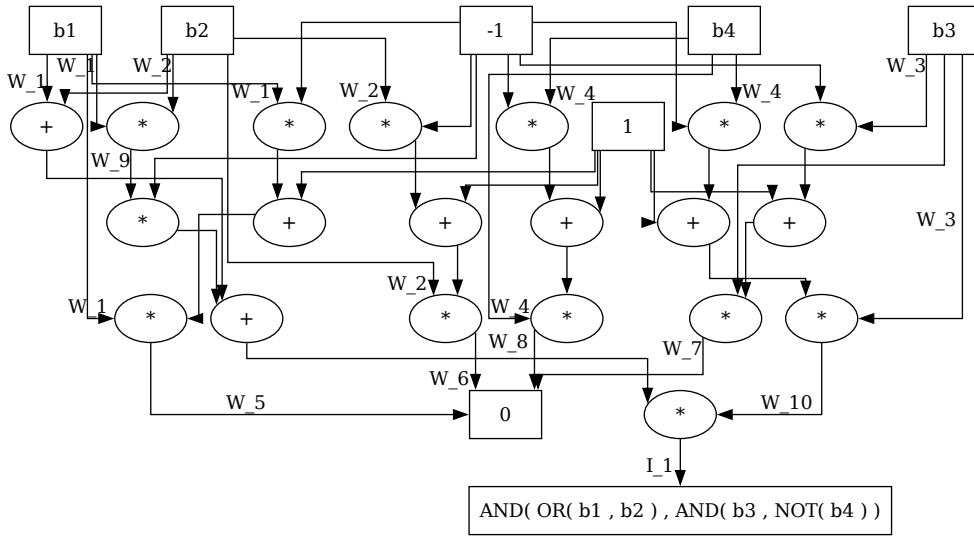 b1 b2 -1 b4 b3
W_1 W_1 W_2 W_1 W_2 W_4 W_4 W_3
+ * * * * 1 * *
W_9
* + + + + +
W_3
W_1 W_2 W_4
* + * * * *
W_8 W_7
W_6
W_5 0 * W_10
I_1
AND( OR( b1 , b2 ) , AND( b3 , NOT( b4 ) ) )